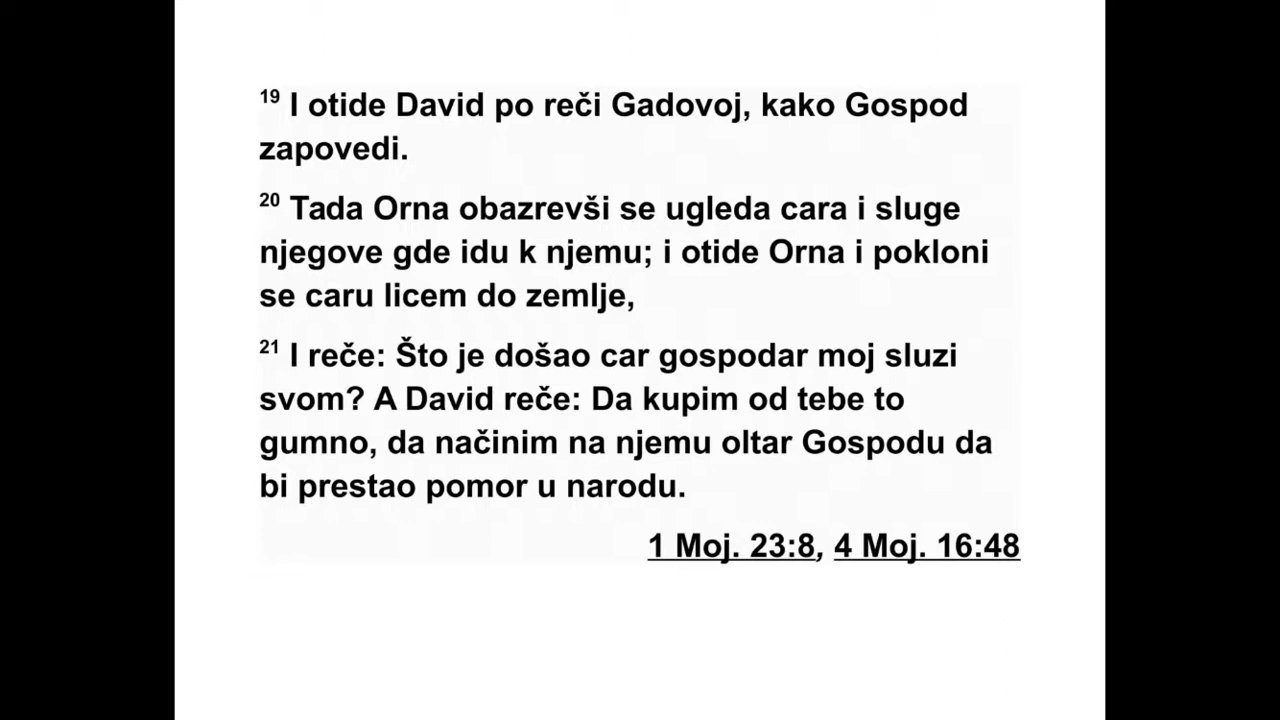 19 I otide David po reči Gadovoj, kako Gospod
zapovedi.
20 Tada Orna obazrevši se ugleda cara i sluge
njegove gde idu k njemu; i otide Orna i pokloni
se caru licem do zemlje,
21 I reče: Što je došao car gospodar moj sluzi
svom? A David reče: Da kupim od tebe to
gumno, da načinim na njemu oltar Gospodu da
bi prestao pomor u narodu.
1 Moj. 23:8, 4 Moj. 16:48